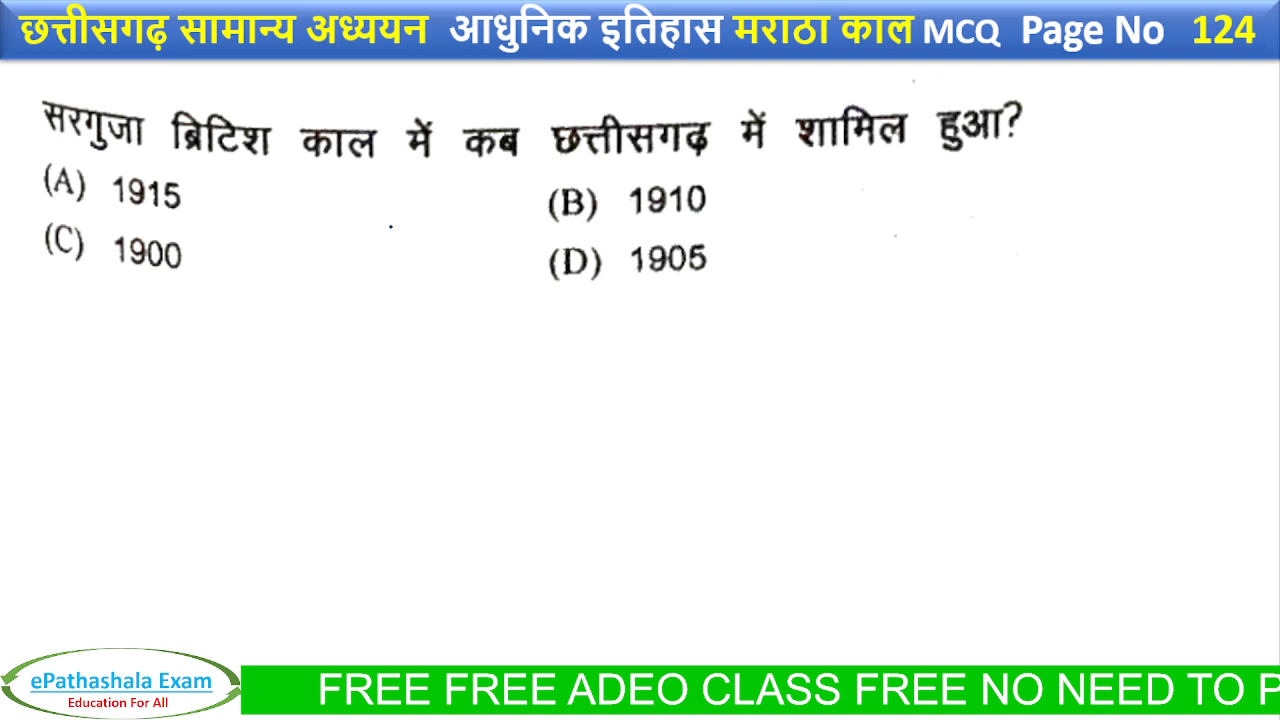 छत्तीसगढ़ सामान्य अध्ययन आधुनिक इतिहास मराठा काल MCQ Page No 124
सरगुजा ब्रिटिश काल में कब छत्तीसगढ़ में शामिल हुआ?
(A) 1915 (B) 1910
(C) 1900 (D) 1905
ePathashala Exam
Education For All
FREE FREE ADEO CLASS FREE NO NEED TO P